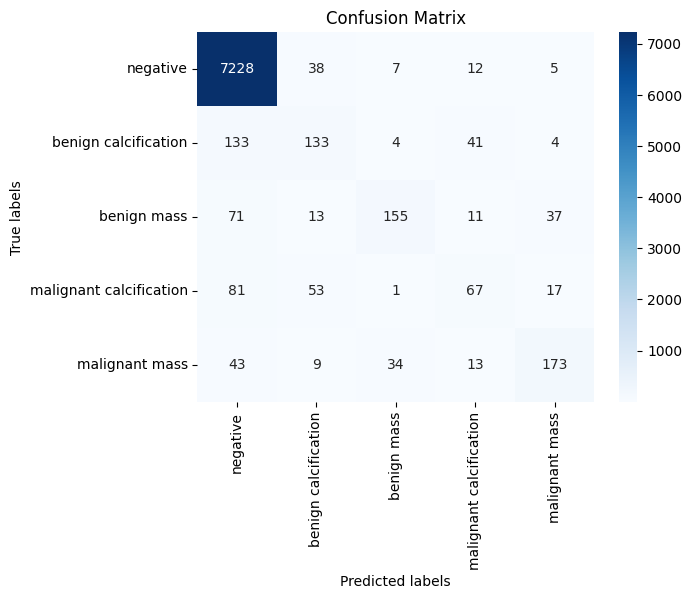 Confusion Matrix
True labels
negative 7228 38 7 12 5
benign calcification 133 133 4 41 4
benign mass 71 13 155 11 37
malignant calcification 81 53 1 67 17
malignant mass 43 9 34 13 173
negative
benign calcification
benign mass
malignant calcification
malignant mass
Predicted labels
7000
6000
5000
4000
3000
2000
1000